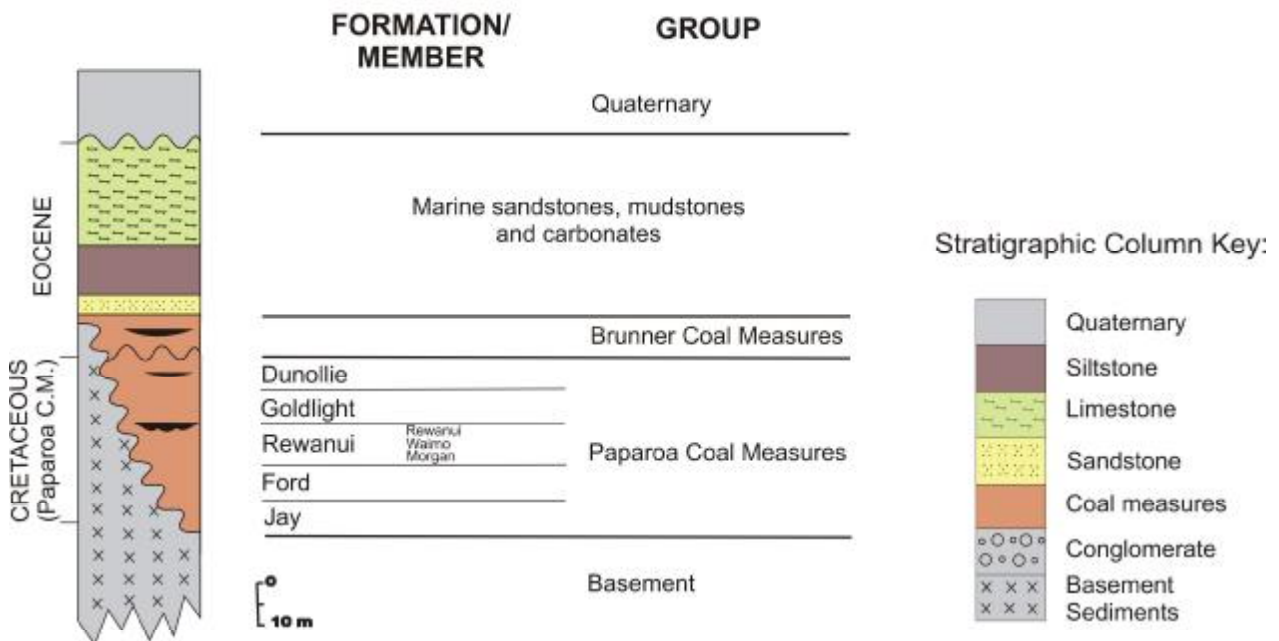 FORMATION/
MEMBER
GROUP
Quaternary
EOCENE
Marine sandstones, mudstones
and carbonates
Brunner Coal Measures
CRETACEOUS
(Paparoa C.M.)
Dunollie
Goldlight
Rewanui
Rewanui
Waimo
Morgan
Paparoa Coal Measures
Ford
Jay
Basement
0
10 m
Stratigraphic Column Key:
Quaternary
Siltstone
Limestone
Sandstone
Coal measures
Conglomerate
Basement
Sediments